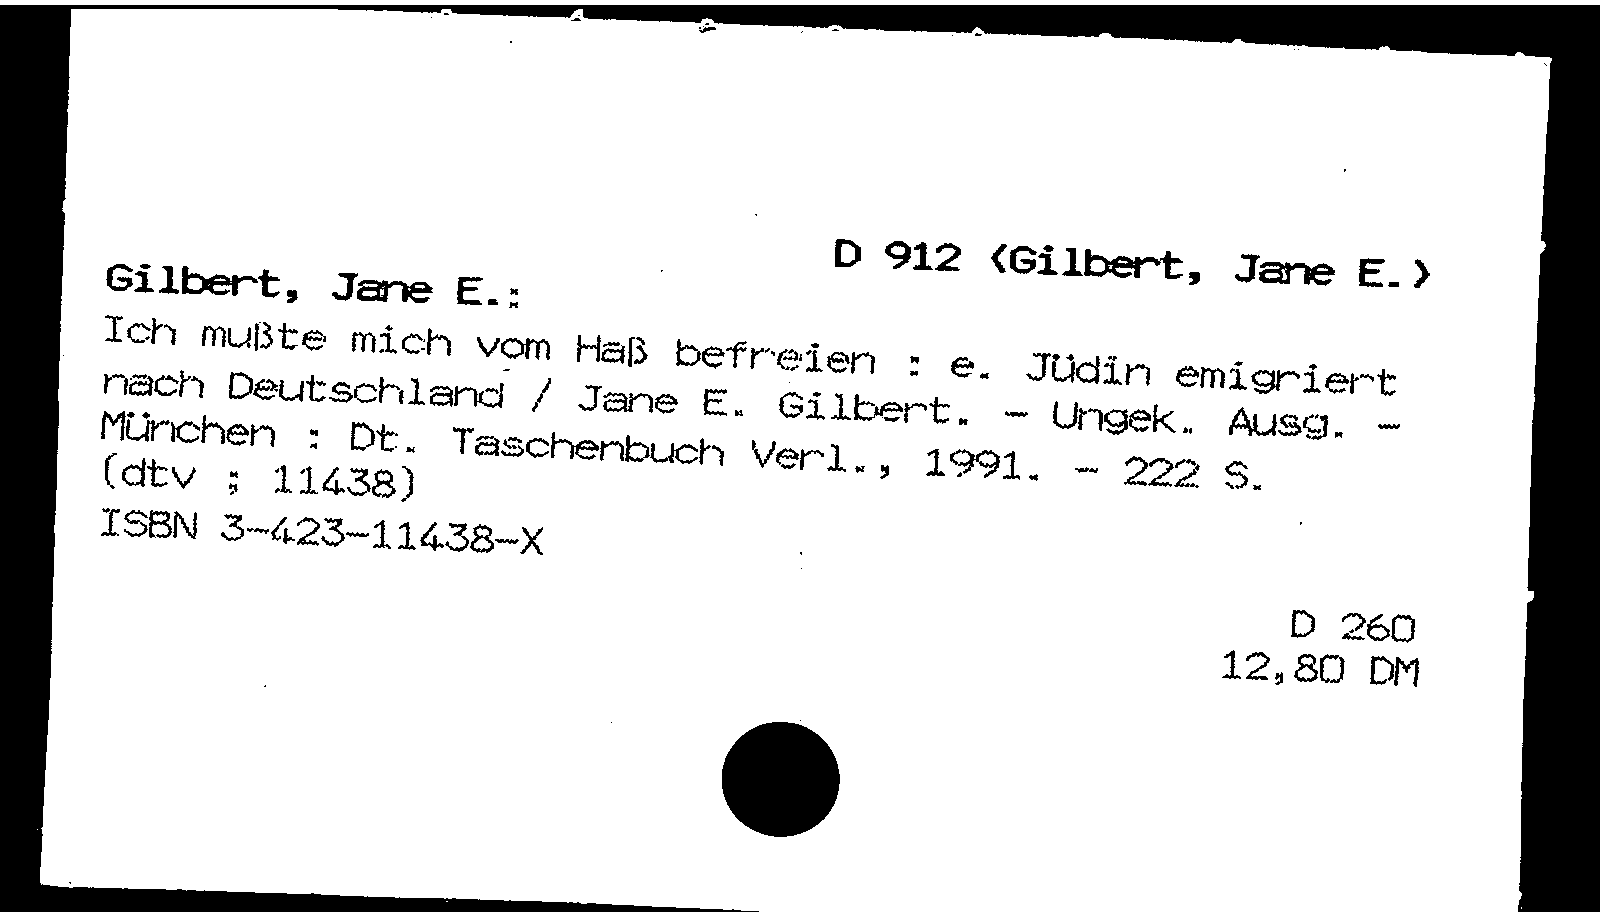 D 912 <Gilbert, Jane E.>
Gilbert, Jane E.:
Ich mußte mich vom Haß befreien : e. Jüdin emigriert
nach Deutschland / Jane E. Gilbert. - Ungek. Ausg. -
München : Dt. Taschenbuch Verl., 1991. - 222 S.
(dtv ; 11438)
ISBN 3-423-11438-X
D 260
12,80 DM